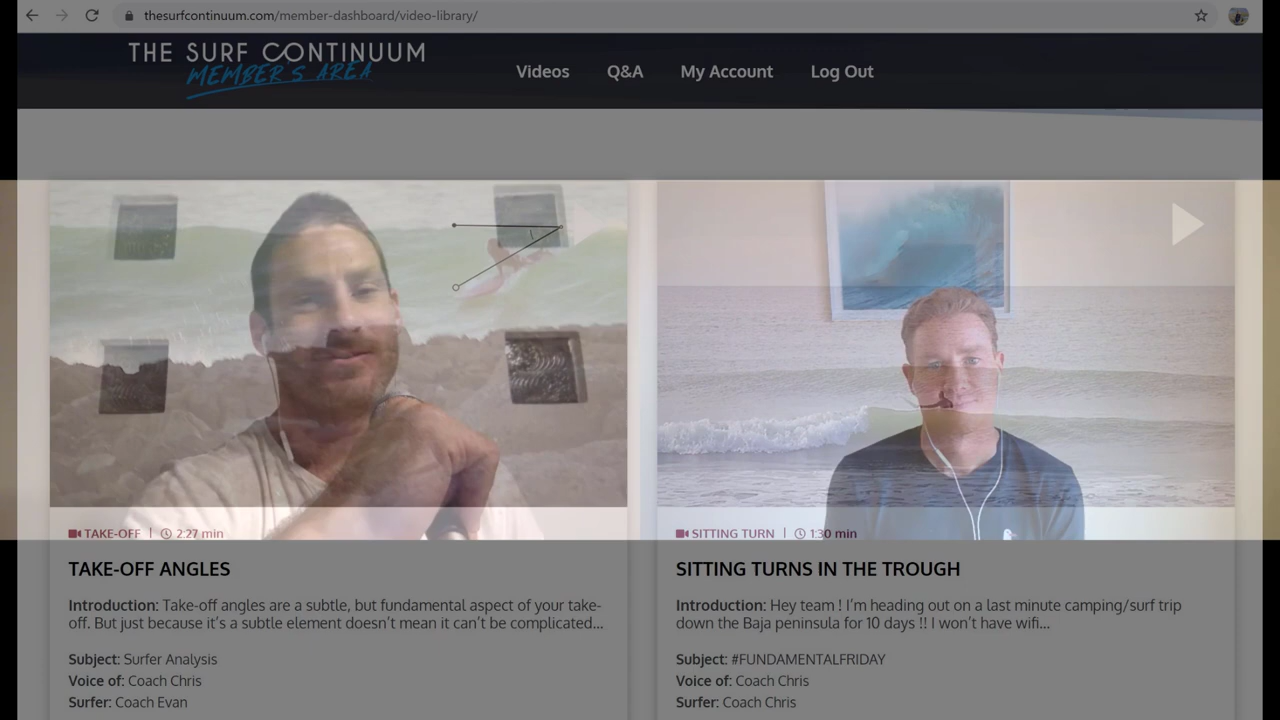 thesurfcontinuum.com/member-dashboard/video-library/
THE SURF CONTINUUM
MEMBER'S AREA
Videos
Q&A
My Account
Log Out
TAKE-OFF | 2:27 min
TAKE-OFF ANGLES
Introduction: Take-off angles are a subtle, but fundamental aspect of your take-
off. But just because it's a subtle element doesn't mean it can't be complicated...
Subject: Surfer Analysis
Voice of: Coach Chris
Surfer: Coach Evan
SITTING TURN | 1:30 min
SITTING TURNS IN THE TROUGH
Introduction: Hey team ! I'm heading out on a last minute camping/surf trip
down the Baja peninsula for 10 days !! I won't have wifi...
Subject: #FUNDAMENTALFRIDAY
Voice of: Coach Chris
Surfer: Coach Chris